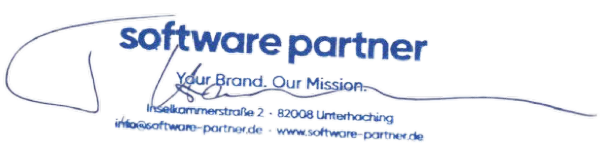 software partner
Your Brand. Our Mission.
Inselkammerstraße 2 · 82008 Unterhaching
info@software-partner.de · www.software-partner.de